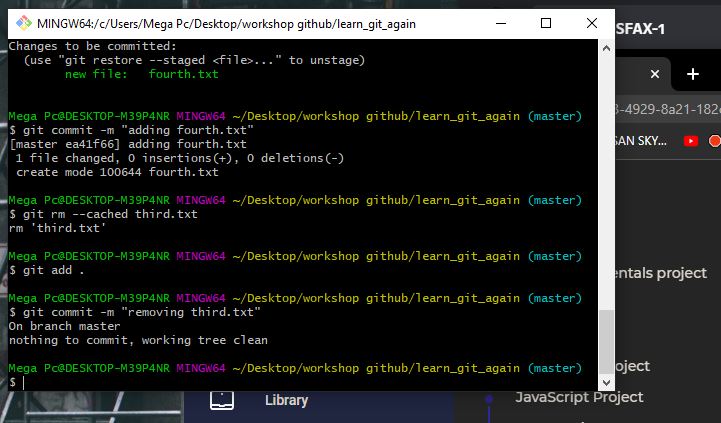 MINGW64:/c/Users/Mega Pc/Desktop/workshop github/learn_git_again
Changes to be committed:
(use "git restore --staged <file>..." to unstage)
new file:   fourth.txt
Mega Pc@DESKTOP-M39P4NR MINGW64 ~/Desktop/workshop github/learn_git_again (master)
$ git commit -m "adding fourth.txt"
[master ea41f66] adding fourth.txt
1 file changed, 0 insertions(+), 0 deletions(-)
create mode 100644 fourth.txt
Mega Pc@DESKTOP-M39P4NR MINGW64 ~/Desktop/workshop github/learn_git_again (master)
$ git rm --cached third.txt
rm 'third.txt'
Mega Pc@DESKTOP-M39P4NR MINGW64 ~/Desktop/workshop github/learn_git_again (master)
$ git add .
Mega Pc@DESKTOP-M39P4NR MINGW64 ~/Desktop/workshop github/learn_git_again (master)
$ git commit -m "removing third.txt"
On branch master
nothing to commit, working tree clean
Mega Pc@DESKTOP-M39P4NR MINGW64 ~/Desktop/workshop github/learn_git_again (master)
$
SFAX-1
-4929-8a21-182
SAN SKY...
entals project
oject
JavaScript Project
Library